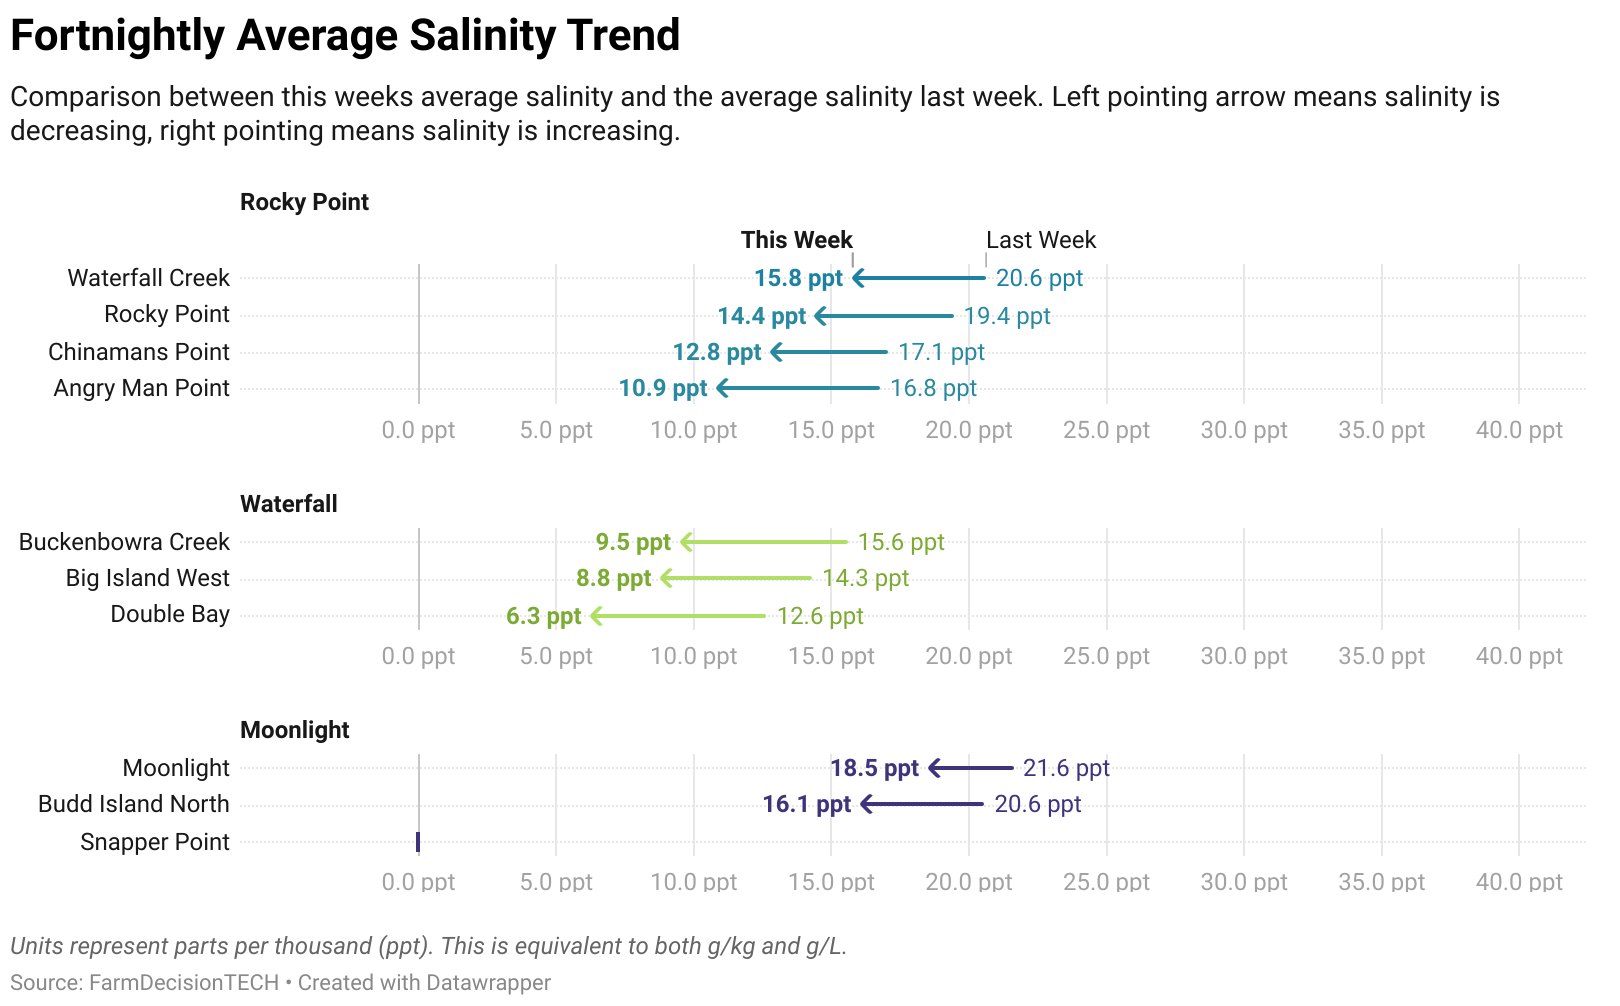 Fortnightly Average Salinity Trend
Comparison between this weeks average salinity and the average salinity last week. Left pointing arrow means salinity is
decreasing, right pointing means salinity is increasing.
Rocky Point
This Week Last Week
Waterfall Creek 15.8 ppt 20.6 ppt
Rocky Point 14.4 ppt 19.4 ppt
Chinamans Point 12.8 ppt 17.1 ppt
Angry Man Point 10.9 ppt 16.8 ppt
0.0 ppt 5.0 ppt 10.0 ppt 15.0 ppt 20.0 ppt 25.0 ppt 30.0 ppt 35.0 ppt 40.0 ppt
Waterfall
Buckenbowra Creek 9.5 ppt 15.6 ppt
Big Island West 8.8 ppt 14.3 ppt
Double Bay 6.3 ppt 12.6 ppt
0.0 ppt 5.0 ppt 10.0 ppt 15.0 ppt 20.0 ppt 25.0 ppt 30.0 ppt 35.0 ppt 40.0 ppt
Moonlight
Moonlight 18.5 ppt 21.6 ppt
Budd Island North 16.1 ppt 20.6 ppt
Snapper Point
0.0 ppt 5.0 ppt 10.0 ppt 15.0 ppt 20.0 ppt 25.0 ppt 30.0 ppt 35.0 ppt 40.0 ppt
Units represent parts per thousand (ppt). This is equivalent to both g/kg and g/L.
Source: FarmDecisionTECH • Created with Datawrapper